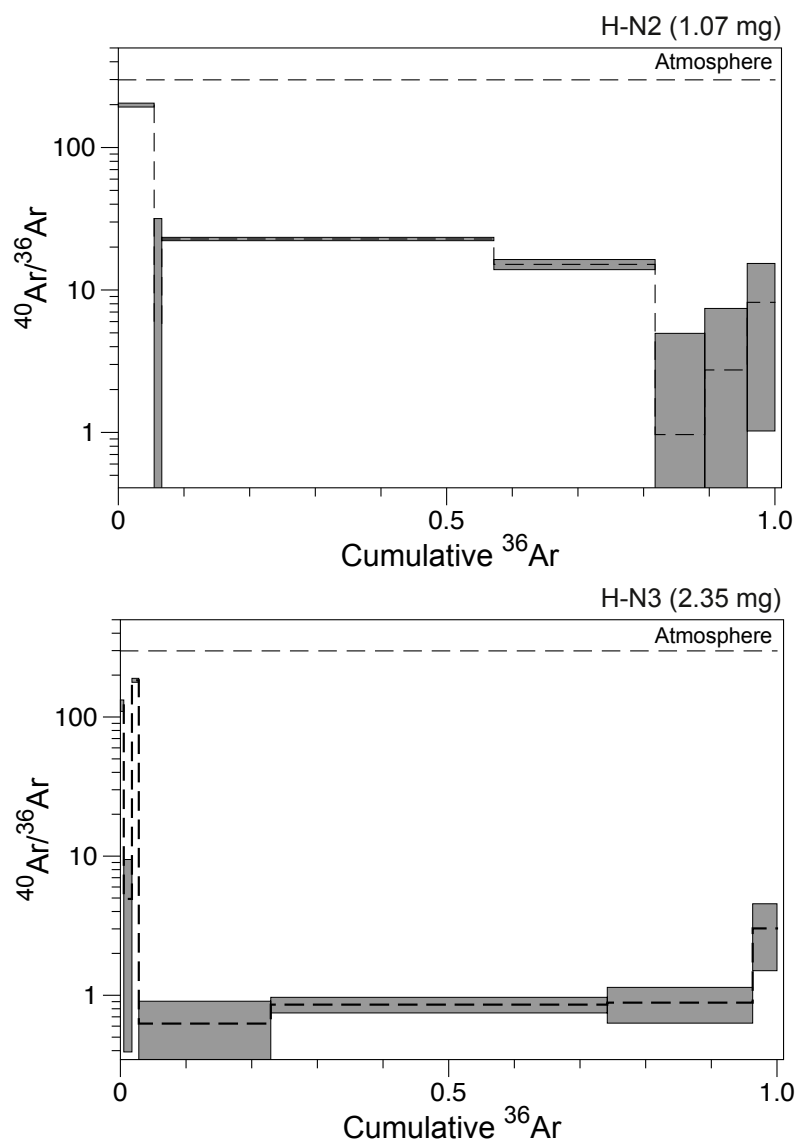 H-N2 (1.07 mg)
Atmosphere
100
10
1
⁴⁰Ar/³⁶Ar
0
0.5
1.0
Cumulative ³⁶Ar
H-N3 (2.35 mg)
Atmosphere
100
10
1
⁴⁰Ar/³⁶Ar
0
0.5
1.0
Cumulative ³⁶Ar